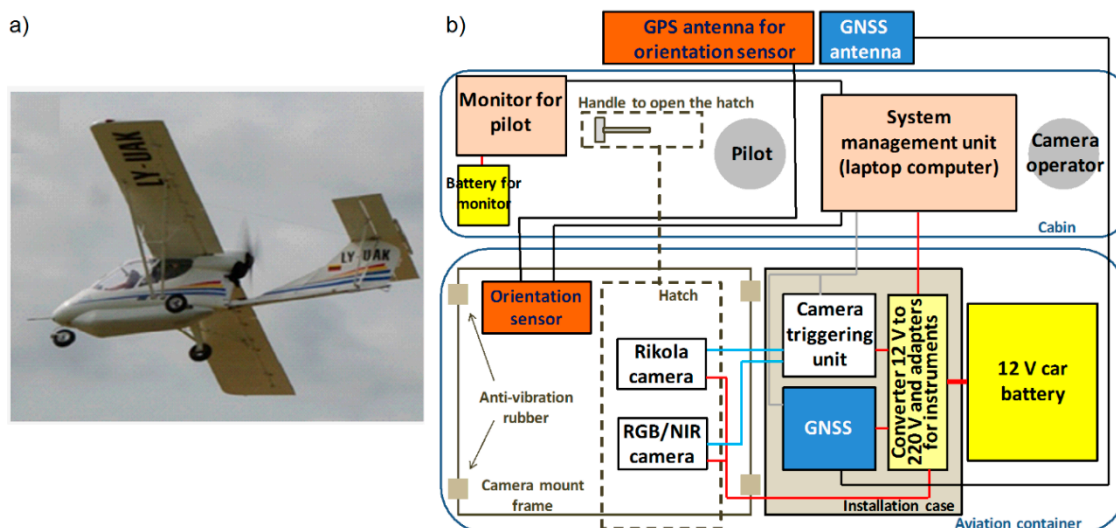 a)
LY-UAK
LY-UAK
b)
GPS antenna for
orientation sensor
GNSS
antenna
Monitor for
pilot
Handle to open the hatch
Pilot
System
management unit
(laptop computer)
Camera
operator
Battery for
monitor
Cabin
Orientation
sensor
Hatch
Camera
triggering
unit
Converter 12 V to
220 V and adapters
for instruments
12 V car
battery
Rikola
camera
Anti-vibration
rubber
RGB/NIR
camera
GNSS
Camera mount
frame
Installation case
Aviation container